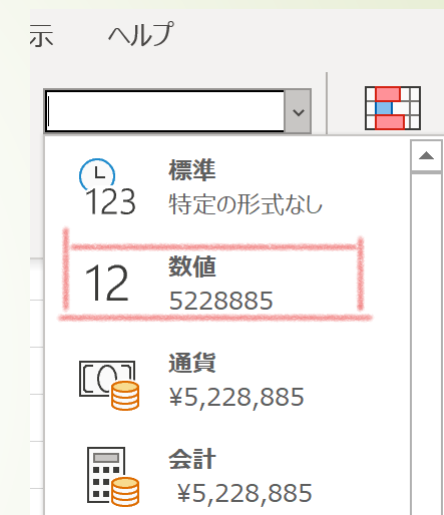 示 ヘルプ
標準
123 特定の形式なし
数値
12 5228885
通貨
¥5,228,885
会計
¥5,228,885